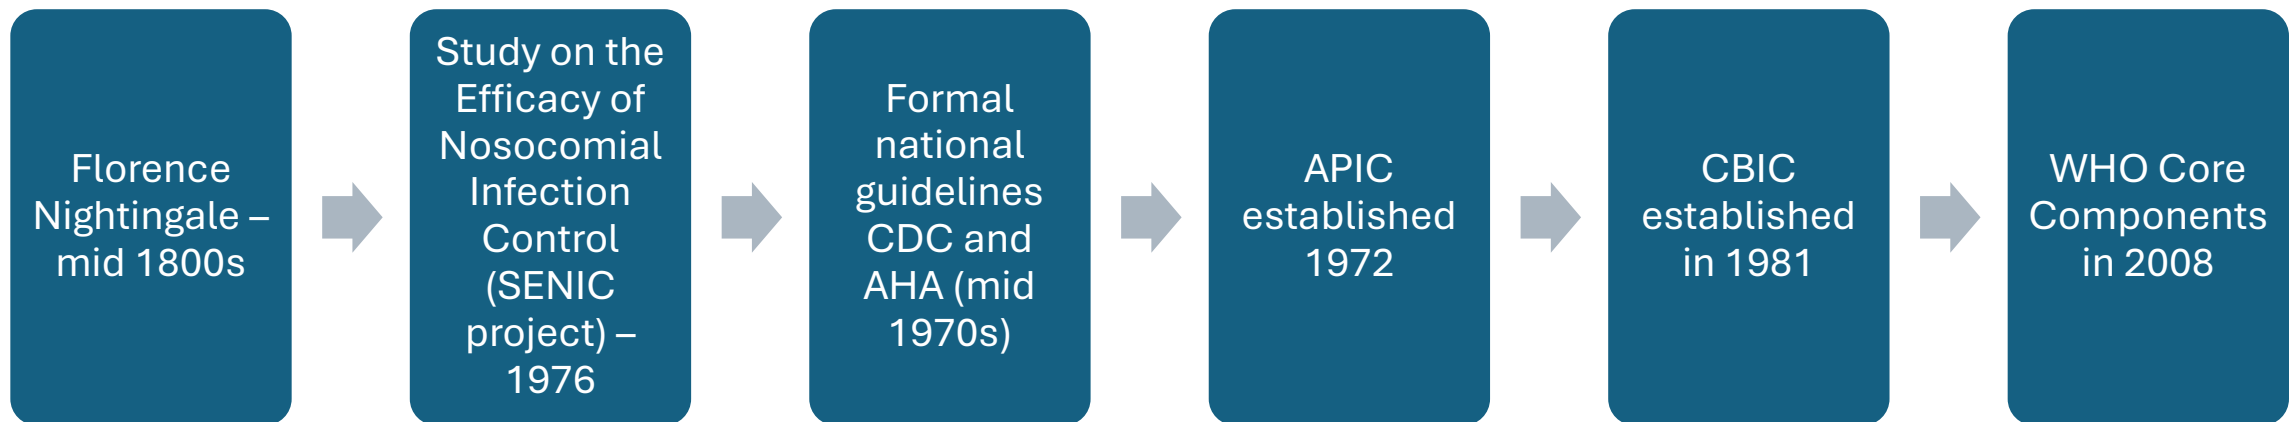 Florence
Nightingale –
mid 1800s
Study on the
Efficacy of
Nosocomial
Infection
Control
(SENIC
project) –
1976
Formal
national
guidelines
CDC and
AHA (mid
1970s)
APIC
established
1972
CBIC
established
in 1981
WHO Core
Components
in 2008